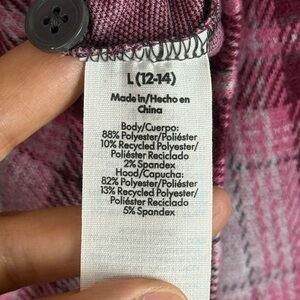 L (12-14)
Made in/Hecho en
China
Body/Cuerpo:
88% Polyester/Poliéster
10% Recycled Polyester/
Poliéster Reciclado
2% Spandex
Hood/Capucha:
82% Polyester/Poliéster
13% Recycled Polyester/
Poliéster Reciclado
5% Spandex